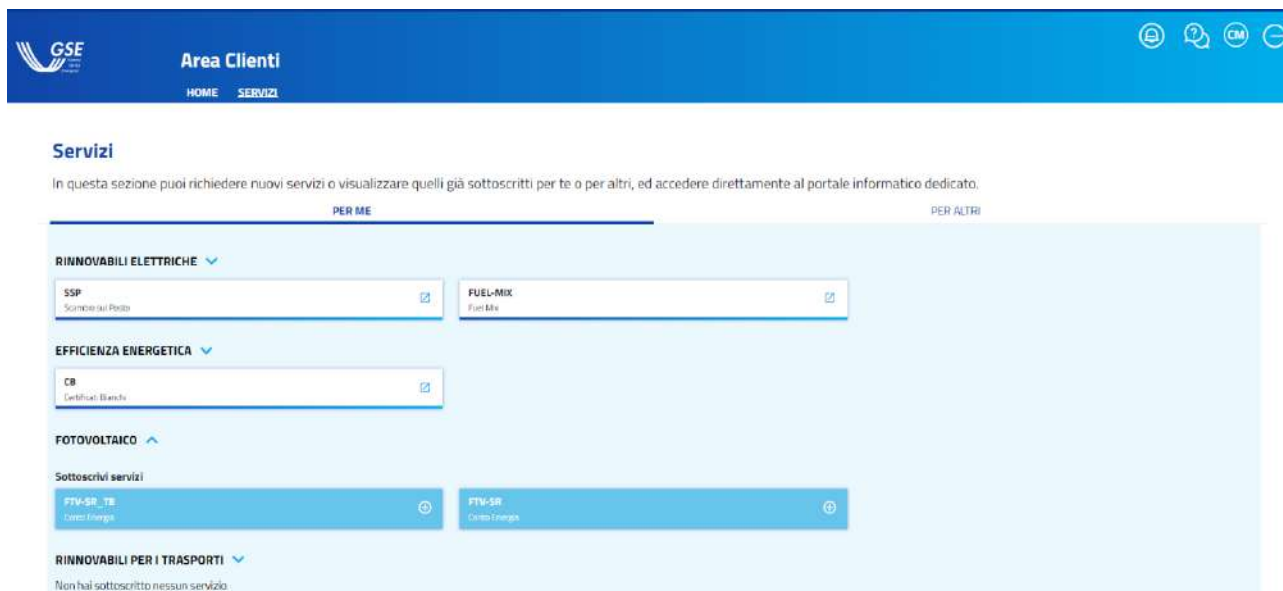 GSE
Area Clienti
HOME SERVIZI
CM
Servizi
In questa sezione puoi richiedere nuovi servizi o visualizzare quelli già sottoscritti per te o per altri, ed accedere direttamente al portale informatico dedicato.
PER ME PER ALTRI
RINNOVABILI ELETTRICHE
SSP FUEL-MIX
Scambio sul Posto Fuel Mix
EFFICIENZA ENERGETICA
CB
Certificati Bianchi
FOTOVOLTAICO
Sottoscrivi servizi
FTV-SR_TB FTV-SR
Conto Energia Conto Energia
RINNOVABILI PER I TRASPORTI
Non hai sottoscritto nessun servizio